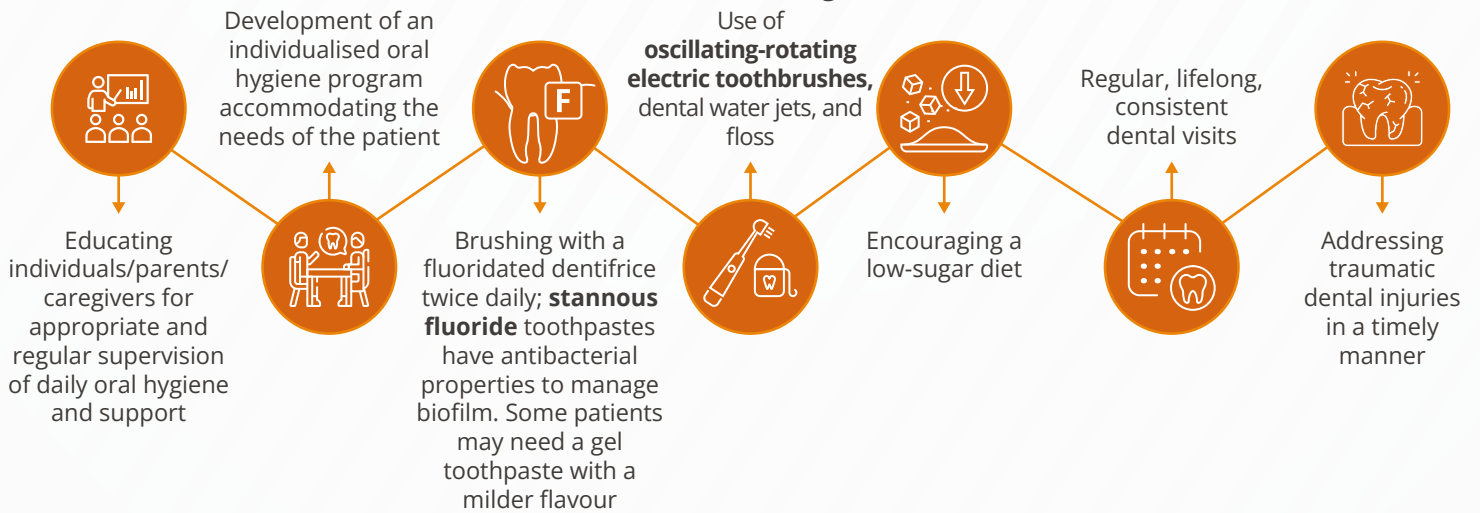 Educating
individuals/parents/
caregivers for
appropriate and
regular supervision
of daily oral hygiene
and support
Development of an
individualised oral
hygiene program
accommodating the
needs of the patient
F
Brushing with a
fluoridated dentifrice
twice daily; stannous
fluoride toothpastes
have antibacterial
properties to manage
biofilm. Some patients
may need a gel
toothpaste with a
milder flavour
Use of
oscillating-rotating
electric toothbrushes,
dental water jets, and
floss
Encouraging a
low-sugar diet
Regular, lifelong,
consistent
dental visits
Addressing
traumatic
dental injuries
in a timely
manner